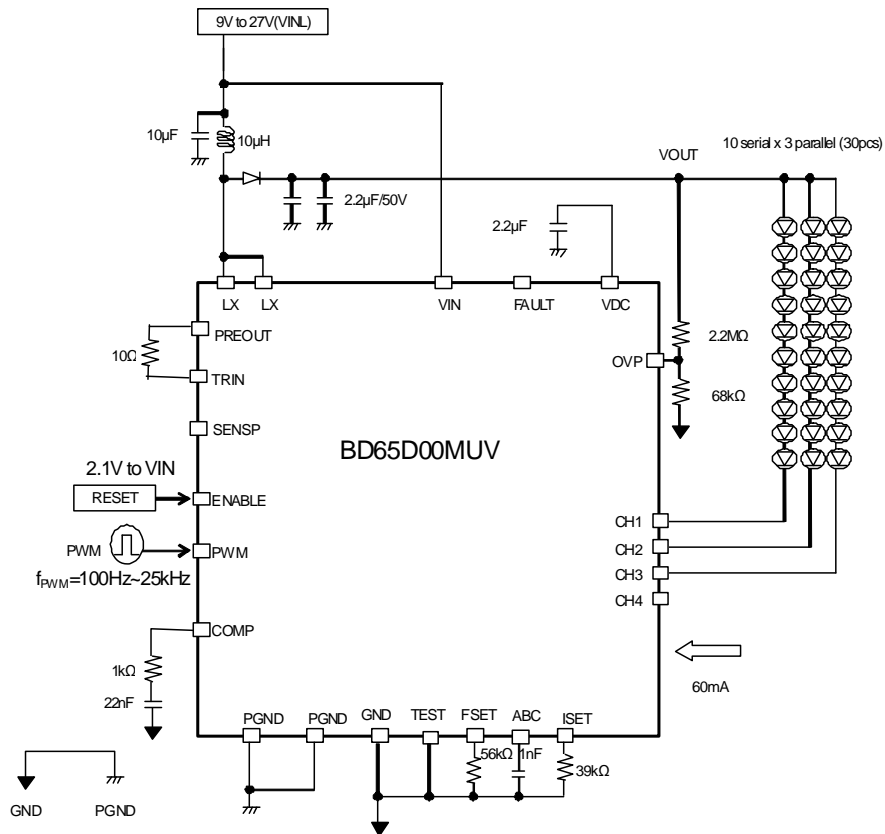 9V to 27V(VINL)
10µF
10µH
VOUT
10 serial x 3 parallel (30pcs)
2.2µF/50V
2.2µF
LX
LX
VIN
FAULT
VDC
PREOUT
10Ω
TRIN
2.2MΩ
OVP
68kΩ
SENSP
BD65D00MUV
2.1V to VIN
RESET
ENABLE
PWM
PWM
fPWM=100Hz~25kHz
CH1
CH2
CH3
CH4
COMP
1kΩ
22nF
60mA
PGND
PGND
GND
TEST
FSET
ABC
ISET
56kΩ
1nF
39kΩ
GND
PGND